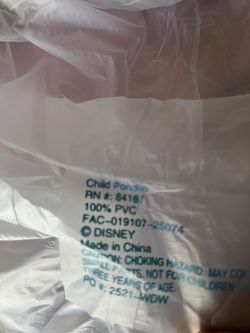 Child Poncho
RN #: 84167
100% PVC
FAC-019107-25074
© DISNEY
Made in China
CAUTION: CHOKING HAZARD. MAY CO
SMALL PARTS, NOT FOR CHILDREN
THREE YEARS OF AGE.
PO #: 2521-WDW